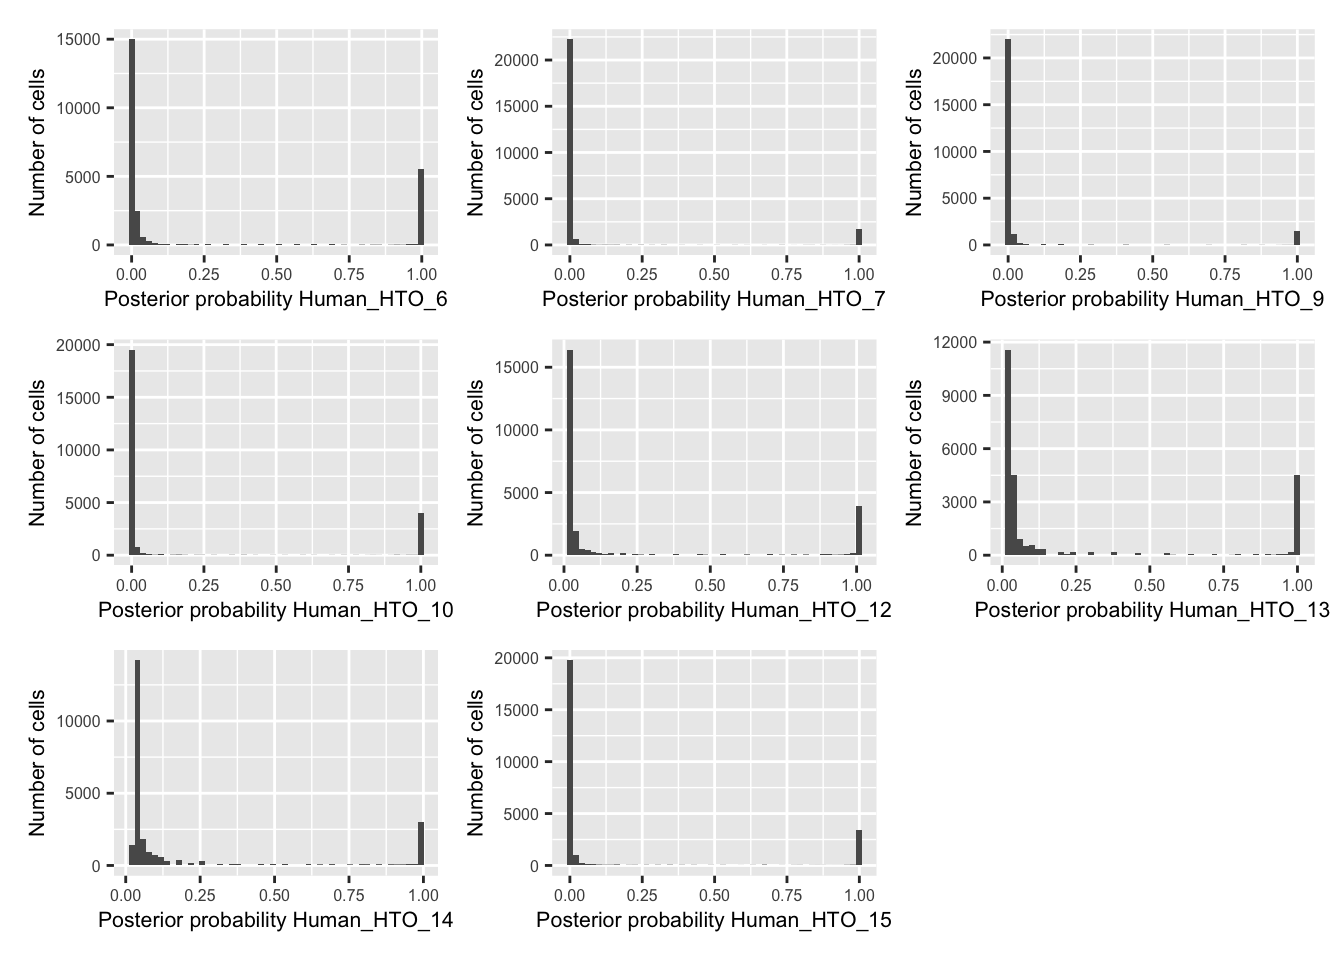 Number of cells
15000
10000
5000
0
0.00 0.25 0.50 0.75 1.00
Posterior probability Human_HTO_6
Number of cells
20000
15000
10000
5000
0
0.00 0.25 0.50 0.75 1.00
Posterior probability Human_HTO_7
Number of cells
20000
15000
10000
5000
0
0.00 0.25 0.50 0.75 1.00
Posterior probability Human_HTO_9
Number of cells
20000
15000
10000
5000
0
0.00 0.25 0.50 0.75 1.00
Posterior probability Human_HTO_10
Number of cells
15000
10000
5000
0
0.00 0.25 0.50 0.75 1.00
Posterior probability Human_HTO_12
Number of cells
12000
9000
6000
3000
0
0.00 0.25 0.50 0.75 1.00
Posterior probability Human_HTO_13
Number of cells
10000
5000
0
0.00 0.25 0.50 0.75 1.00
Posterior probability Human_HTO_14
Number of cells
20000
15000
10000
5000
0
0.00 0.25 0.50 0.75 1.00
Posterior probability Human_HTO_15